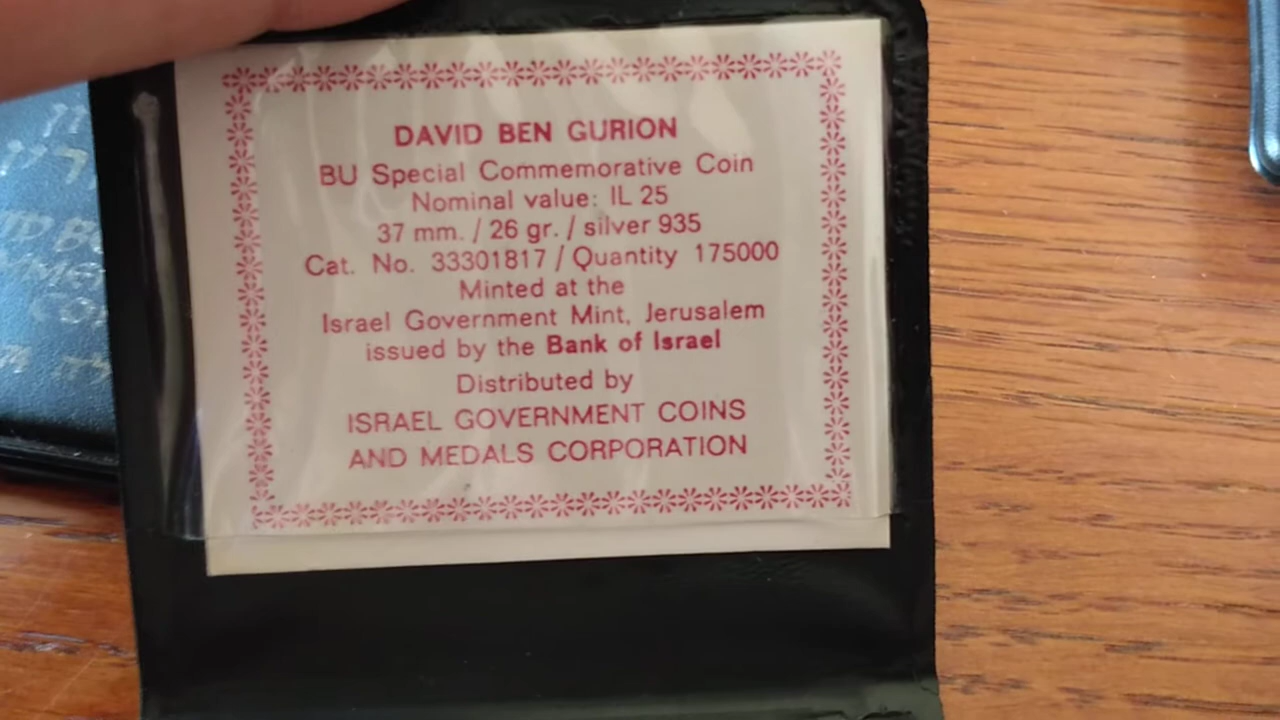 DAVID BEN GURION
BU Special Commemorative Coin
Nominal value: IL 25
37 mm. / 26 gr. / silver 935
Cat. No. 33301817 / Quantity 175000
Minted at the
Israel Government Mint, Jerusalem
issued by the Bank of Israel
Distributed by
ISRAEL GOVERNMENT COINS
AND MEDALS CORPORATION